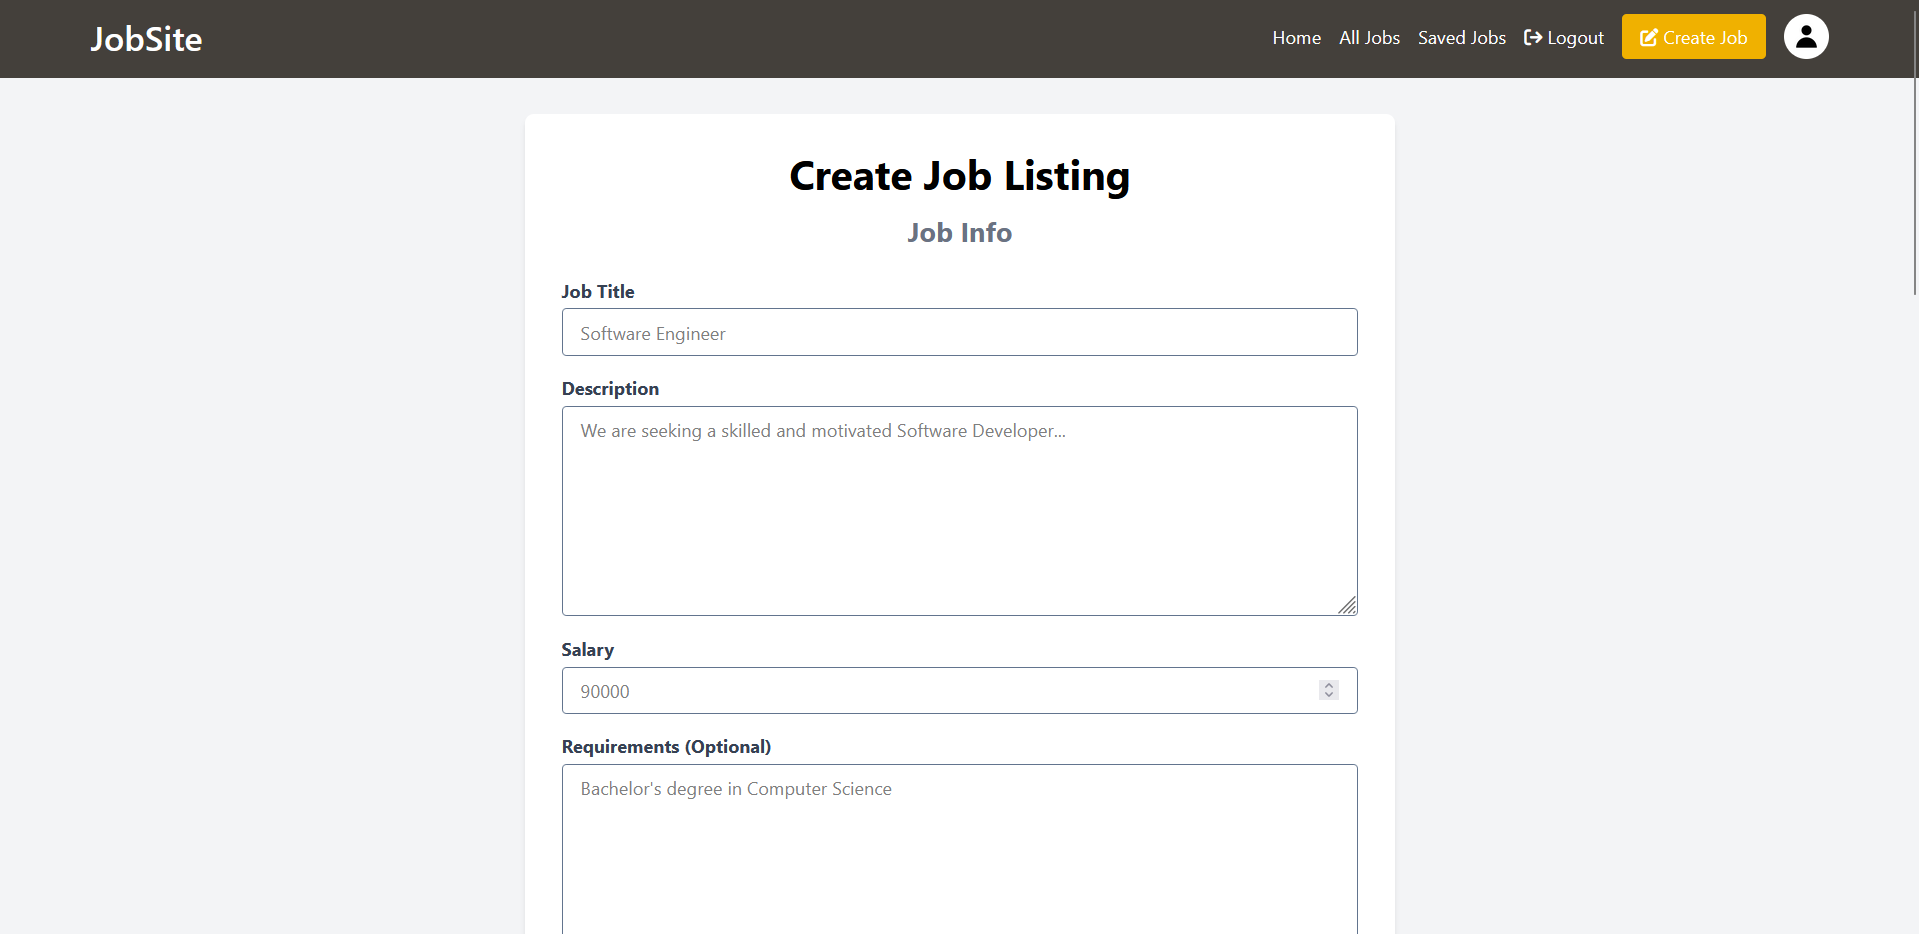 JobSite
Home All Jobs Saved Jobs Logout Create Job
Create Job Listing
Job Info
Job Title
Software Engineer
Description
We are seeking a skilled and motivated Software Developer...
Salary
90000
Requirements (Optional)
Bachelor's degree in Computer Science